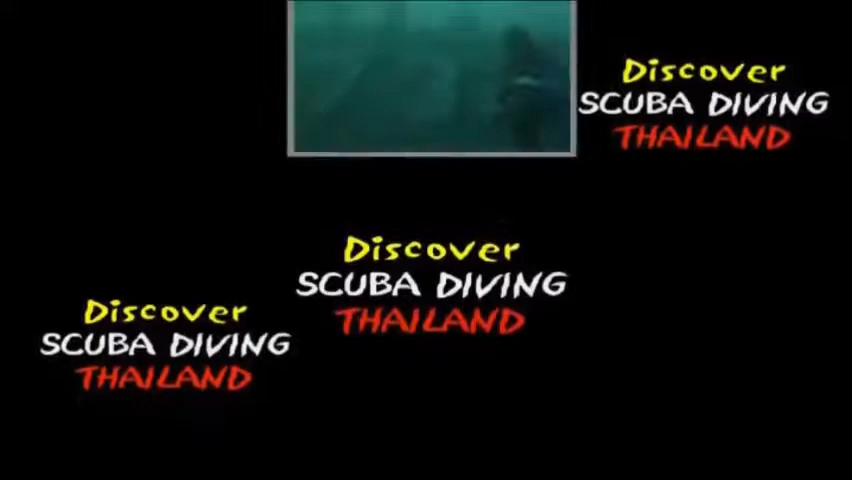 Discover
SCUBA DIVING
THAILAND
Discover
SCUBA DIVING
THAILAND
Discover
SCUBA DIVING
THAILAND